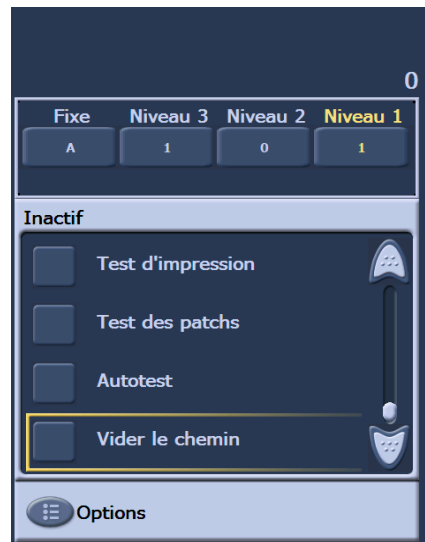 0
Fixe Niveau 3 Niveau 2 Niveau 1
A 1 0 1
Inactif
Test d'impression
Test des patchs
Autotest
Vider le chemin
Options